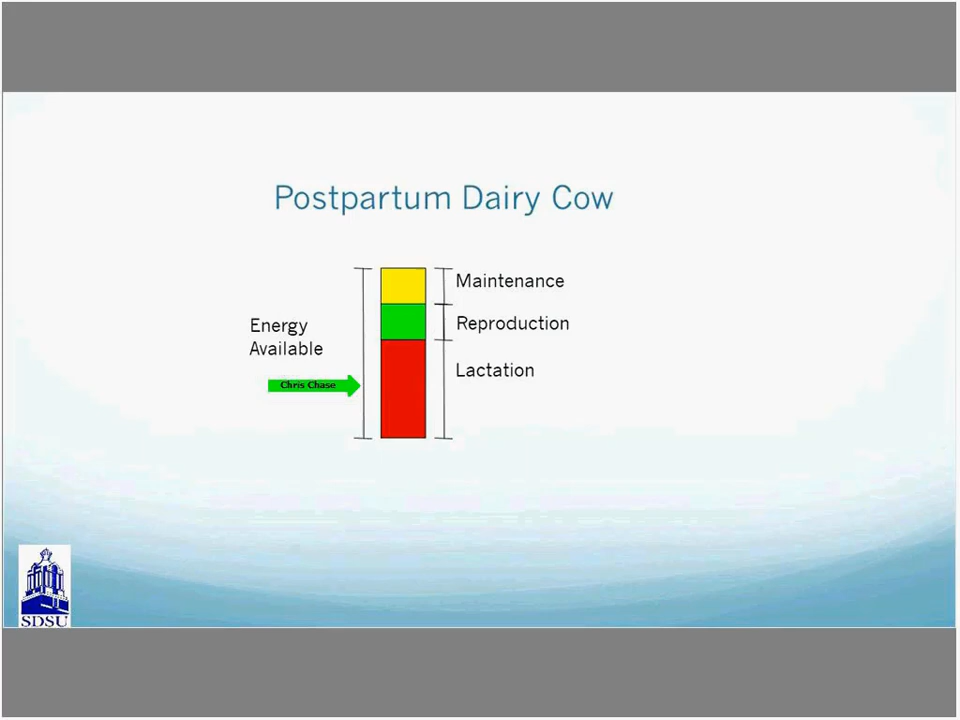 Postpartum Dairy Cow
Maintenance
Reproduction
Energy
Available
Lactation
Chris Chase
SDSU